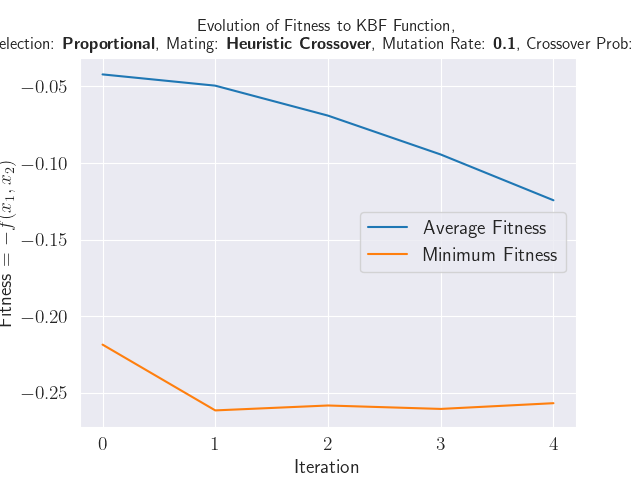 Evolution of Fitness to KBF Function,
election: Proportional, Mating: Heuristic Crossover, Mutation Rate: 0.1, Crossover Prob:
−0.05
−0.10
−0.15
−0.20
−0.25
Fitness = −f(x₁, x₂)
Average Fitness
Minimum Fitness
0 1 2 3 4
Iteration